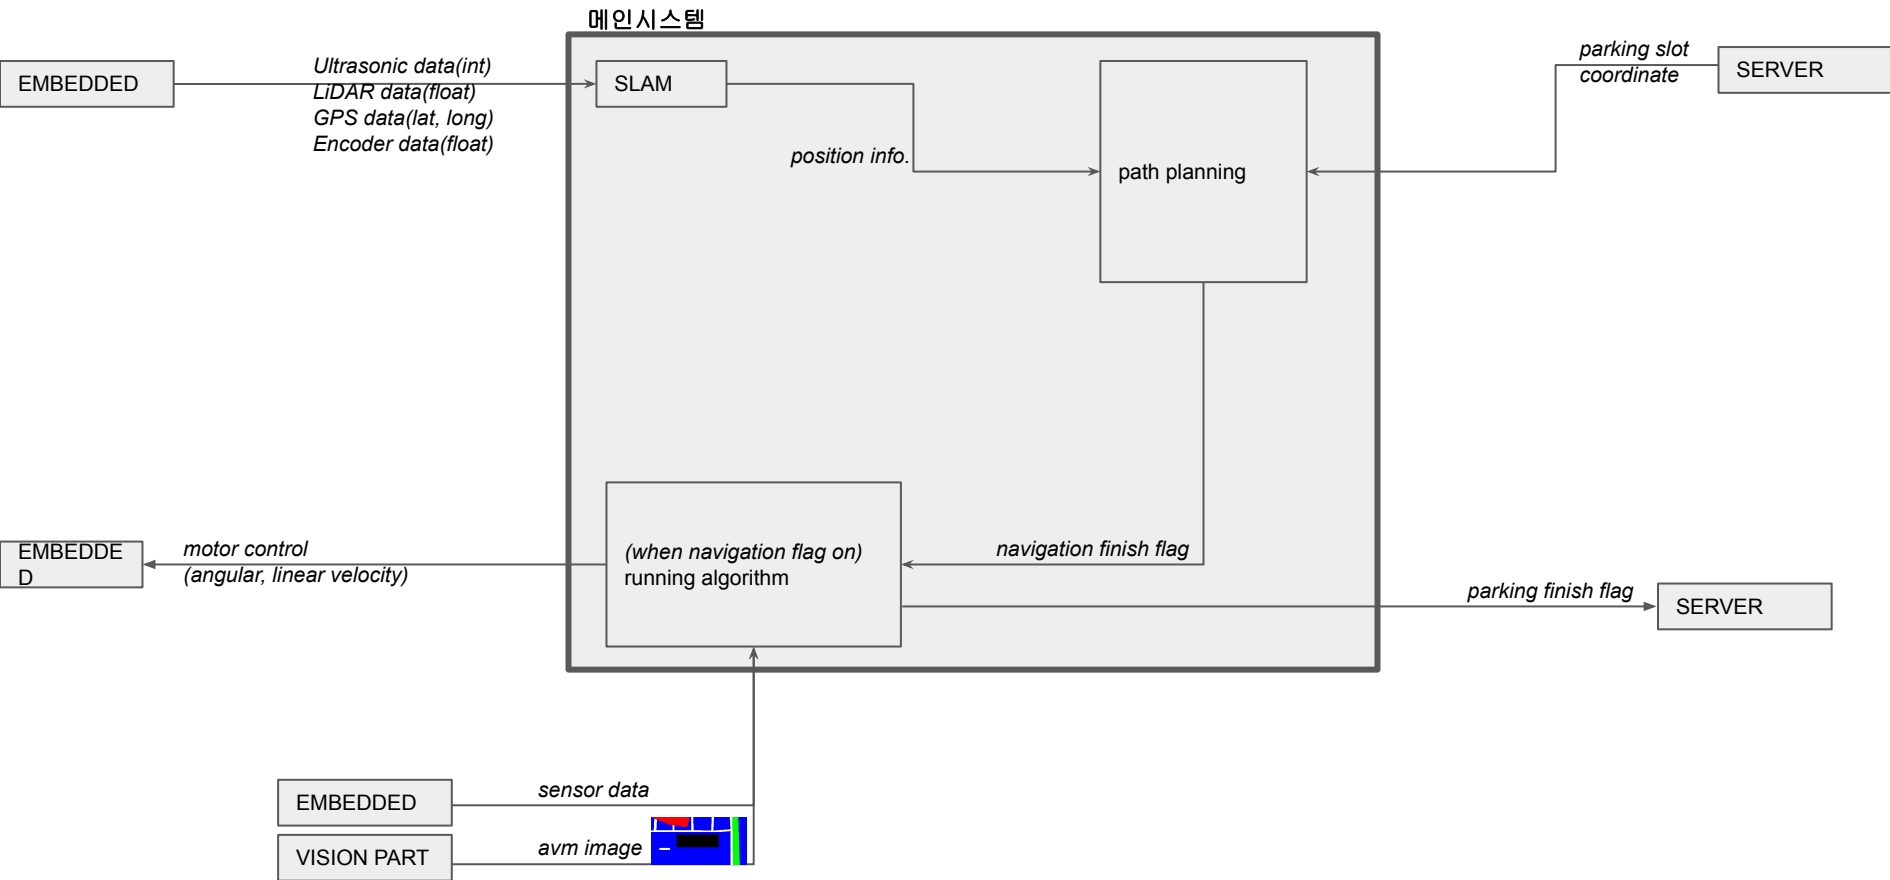 메인시스템
EMBEDDED
Ultrasonic data(int)
LiDAR data(float)
GPS data(lat, long)
Encoder data(float)
SLAM
position info.
path planning
parking slot
coordinate
SERVER
EMBEDDE
D
motor control
(angular, linear velocity)
(when navigation flag on)
running algorithm
navigation finish flag
parking finish flag
SERVER
EMBEDDED
sensor data
VISION PART
avm image